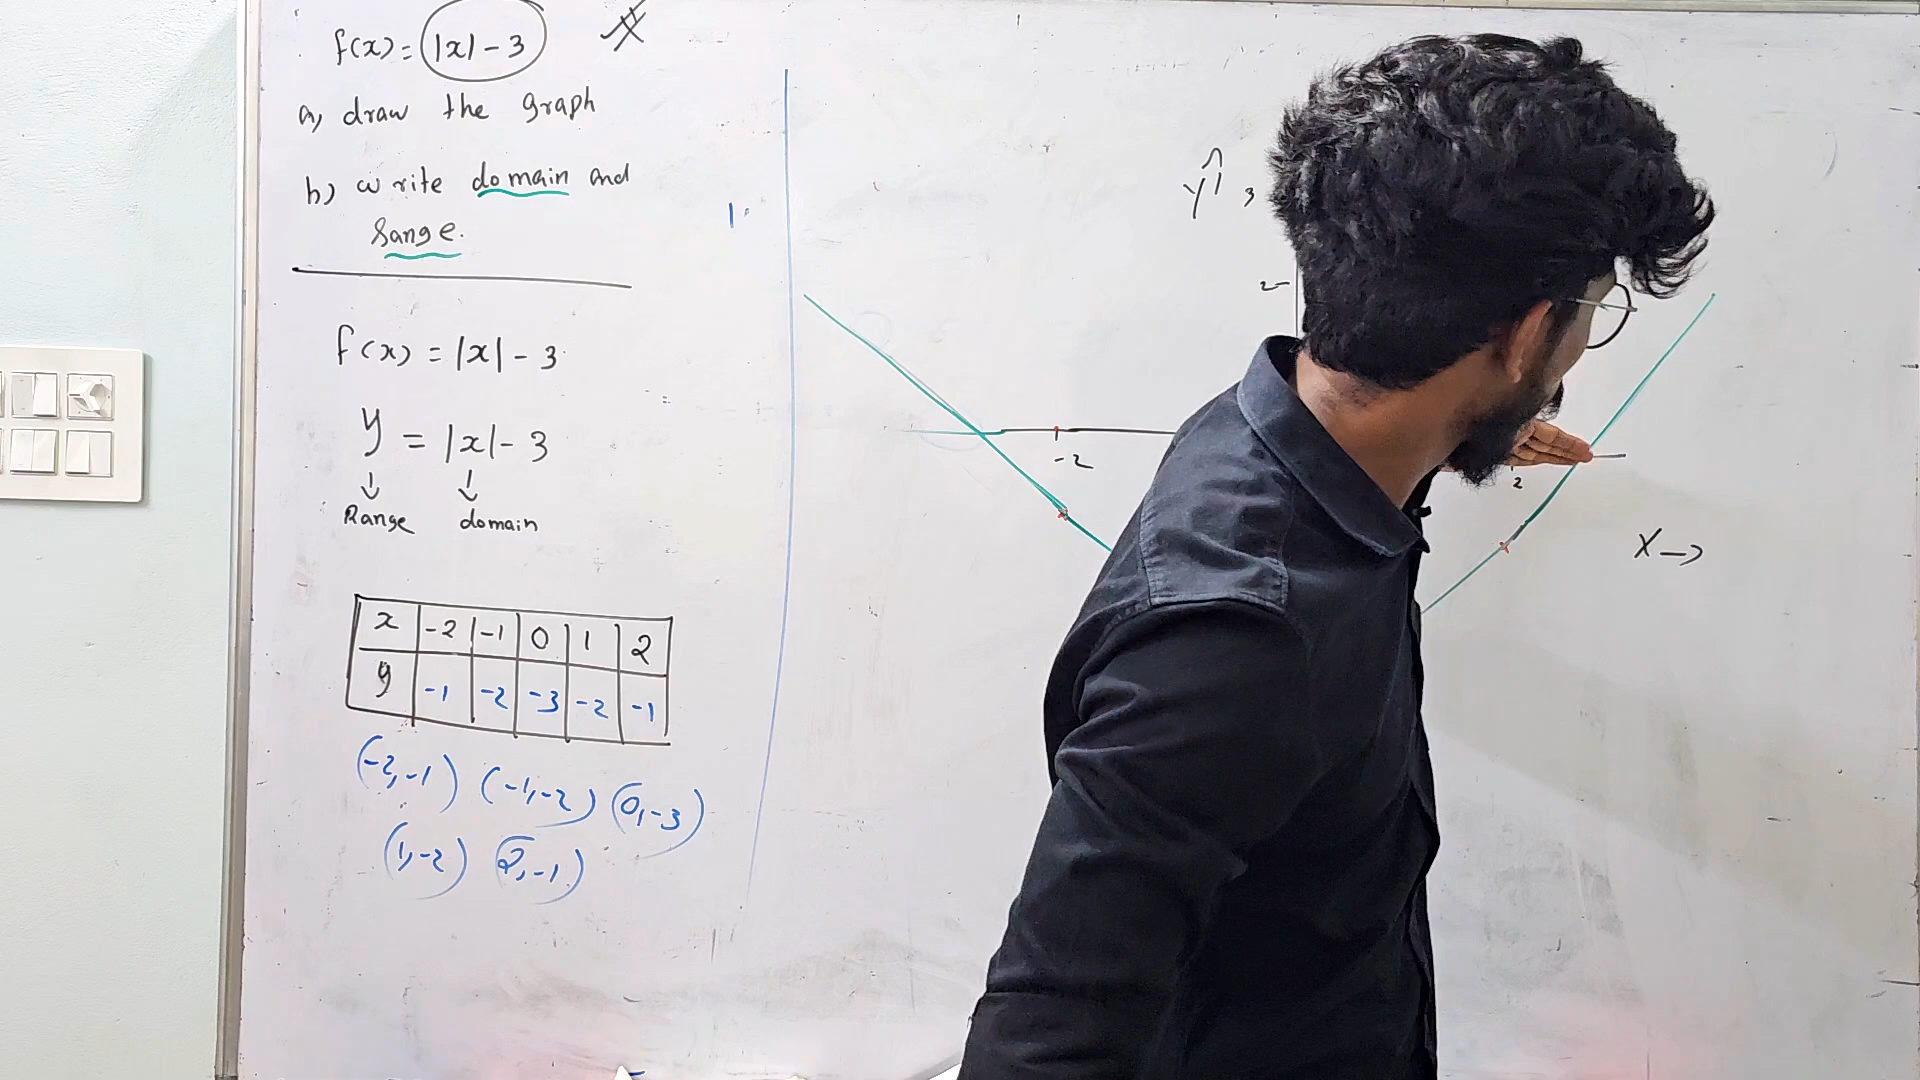 f(x) = |x| - 3
a) draw the graph
b) write domain and
Range.
f(x) = |x| - 3
y = |x| - 3
Range domain
x -2 -1 0 1 2
y -1 -2 -3 -2 -1
(-2,-1) (-1,-2) (0,-3)
(1,-2) (2,-1)
y↑ 3
2
-2
2
X →